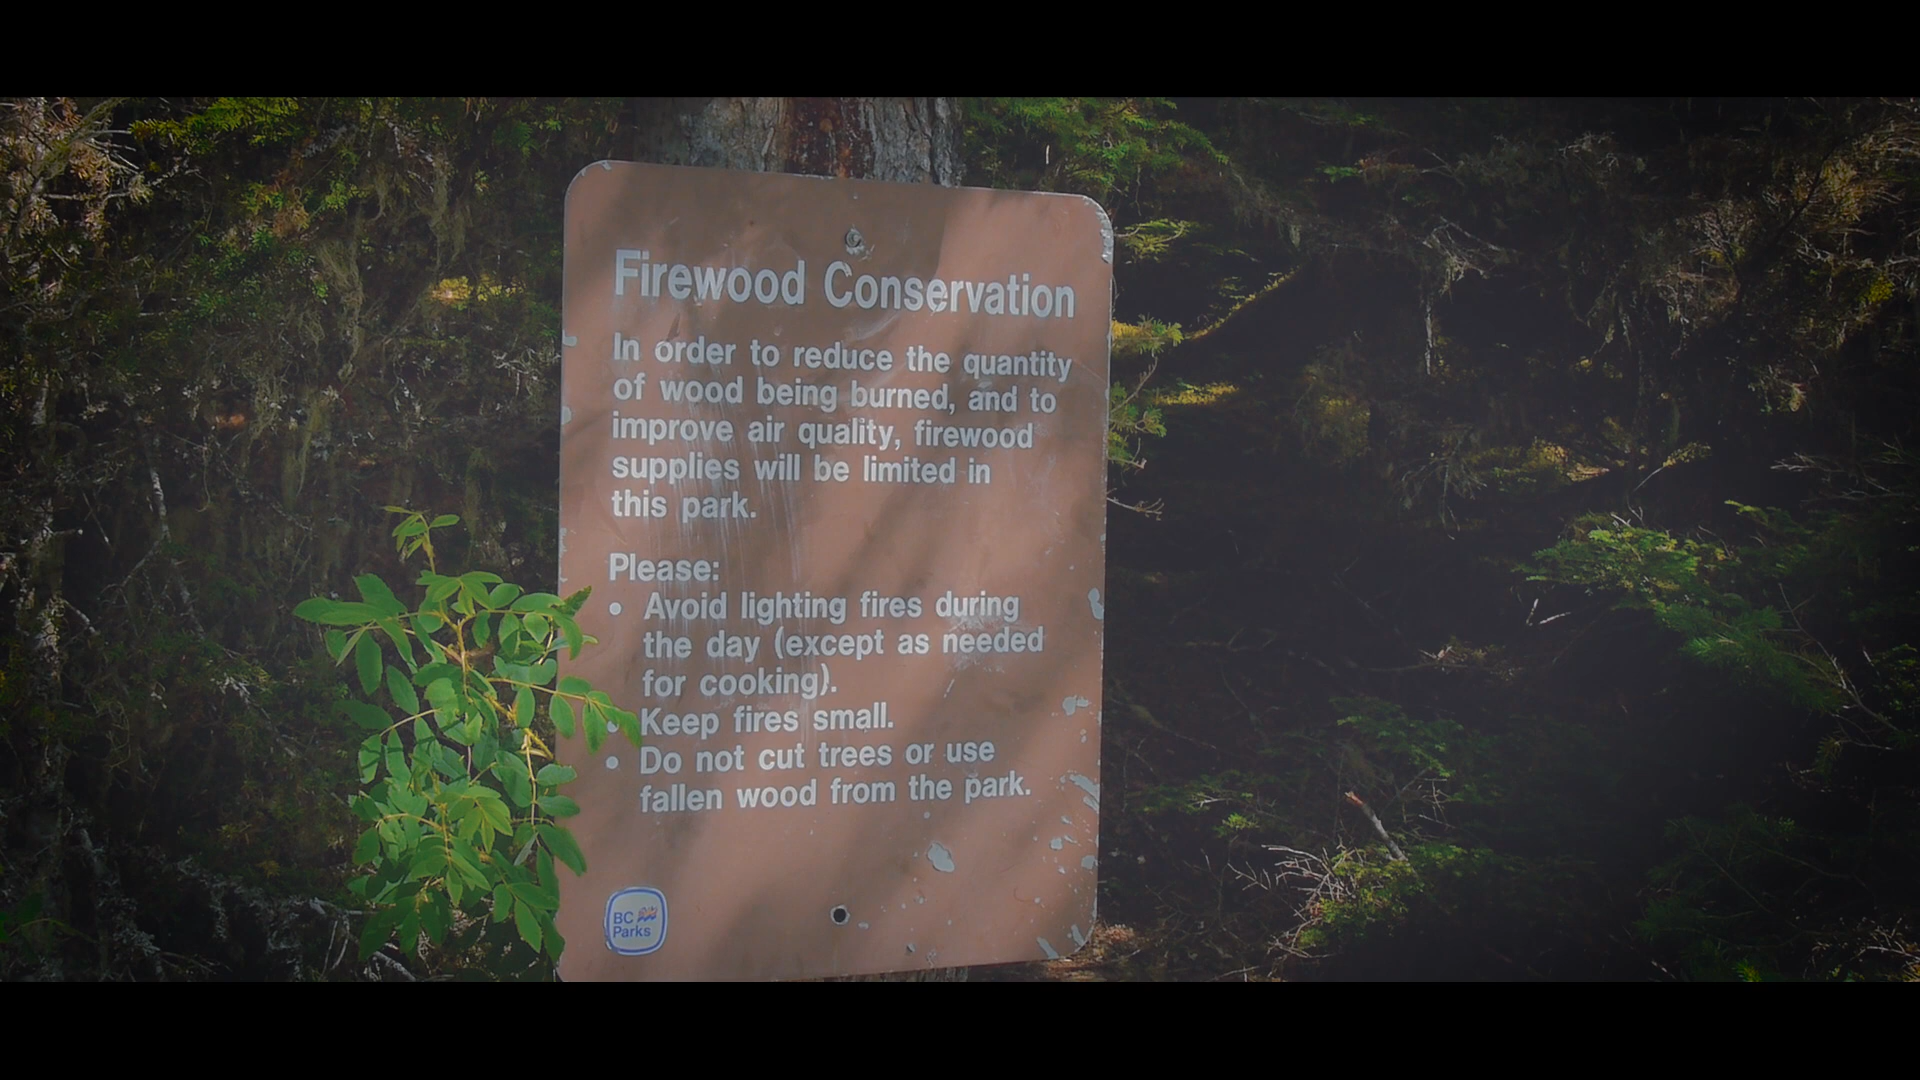 Firewood Conservation
In order to reduce the quantity
of wood being burned, and to
improve air quality, firewood
supplies will be limited in
this park.
Please:
• Avoid lighting fires during
the day (except as needed
for cooking).
• Keep fires small.
• Do not cut trees or use
fallen wood from the park.
BC
Parks